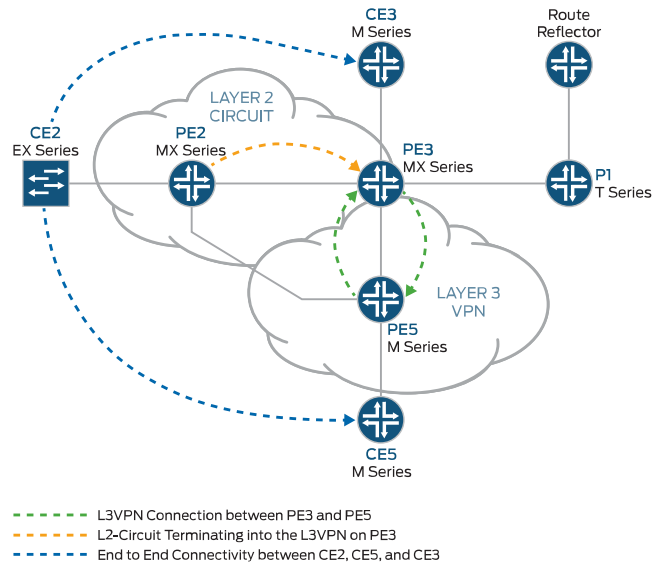 CE3
M Series
Route
Reflector
LAYER 2
CIRCUIT
CE2
EX Series
PE2
MX Series
PE3
MX Series
P1
T Series
LAYER 3
VPN
PE5
M Series
CE5
M Series
L3VPN Connection between PE3 and PE5
L2-Circuit Terminating into the L3VPN on PE3
End to End Connectivity between CE2, CE5, and CE3